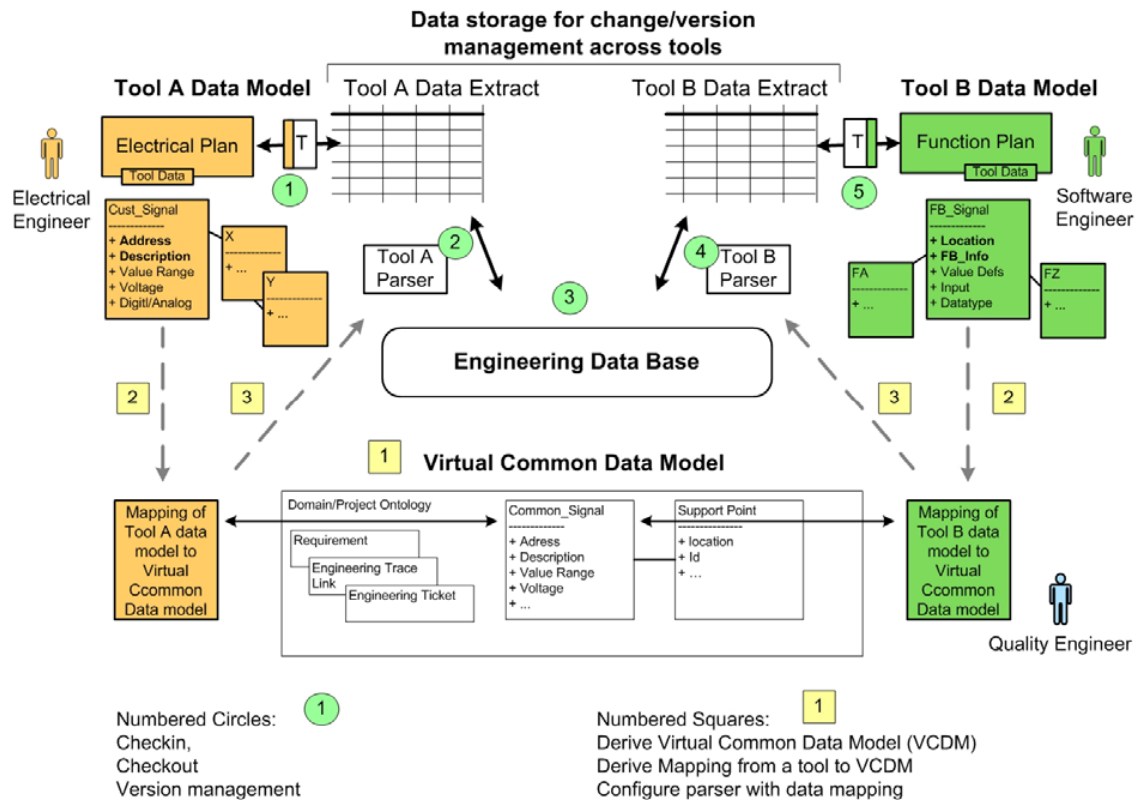 Data storage for change/version
management across tools
Tool A Data Model
Tool A Data Extract
Tool B Data Extract
Tool B Data Model
Electrical Plan
Tool Data
T
T
Function Plan
Tool Data
1
5
Electrical
Engineer
Software
Engineer
Cust_Signal
-------------
+ Address
+ Description
+ Value Range
+ Voltage
+ Digitl/Analog
X
-------------
+ ...
Y
-------------
+ ...
Tool A
Parser
2
4
Tool B
Parser
3
FB_Signal
-------------
+ Location
+ FB_Info
+ Value Defs
+ Input
+ Datatype
FA
-------------
+ ...
FZ
-------------
+ ...
Engineering Data Base
2
3
3
2
1
Virtual Common Data Model
Mapping of
Tool A data
model to
Virtual
Ccommon
Data model
Domain/Project Ontology
Requirement
Engineering Trace
Link
Engineering Ticket
Common_Signal
-------------
+ Adress
+ Description
+ Value Range
+ Voltage
+ ...
Support Point
---------------
+ location
+ Id
+ ...
Mapping of
Tool B data
model to
Virtual
Ccommon
Data model
Quality Engineer
1
Numbered Circles:
Checkin,
Checkout
Version management
1
Numbered Squares:
Derive Virtual Common Data Model (VCDM)
Derive Mapping from a tool to VCDM
Configure parser with data mapping